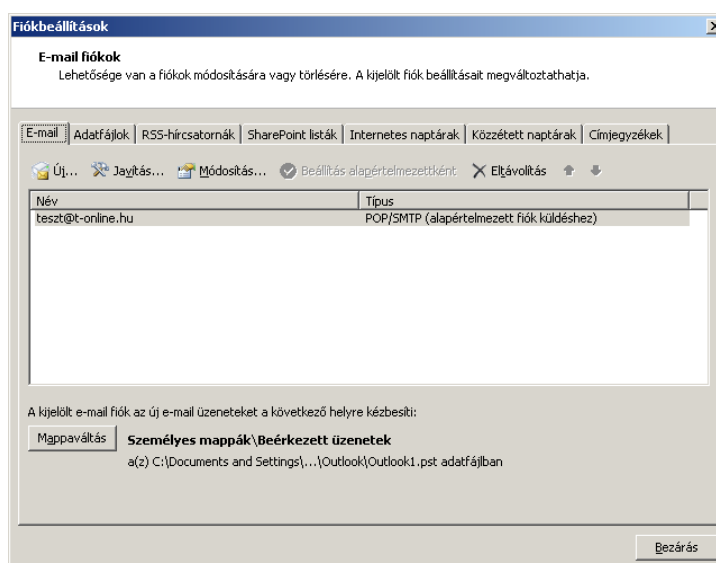 Fiókbeállítások
E-mail fiókok
Lehetősége van a fiókok módosítására vagy törlésére. A kijelölt fiók beállításait megváltoztathatja.
E-mail Adatfájlok RSS-hírcsatornák SharePoint listák Internetes naptárak Közzétett naptárak Címjegyzékek
Új... Javítás... Módosítás... Beállítás alapértelmezettként Eltávolítás
Név Típus
teszt@t-online.hu POP/SMTP (alapértelmezett fiók küldéshez)
A kijelölt e-mail fiók az új e-mail üzeneteket a következő helyre kézbesíti:
Mappaváltás Személyes mappák\Beérkezett üzenetek
a(z) C:\Documents and Settings\...\Outlook\Outlook1.pst adatfájlban
Bezárás